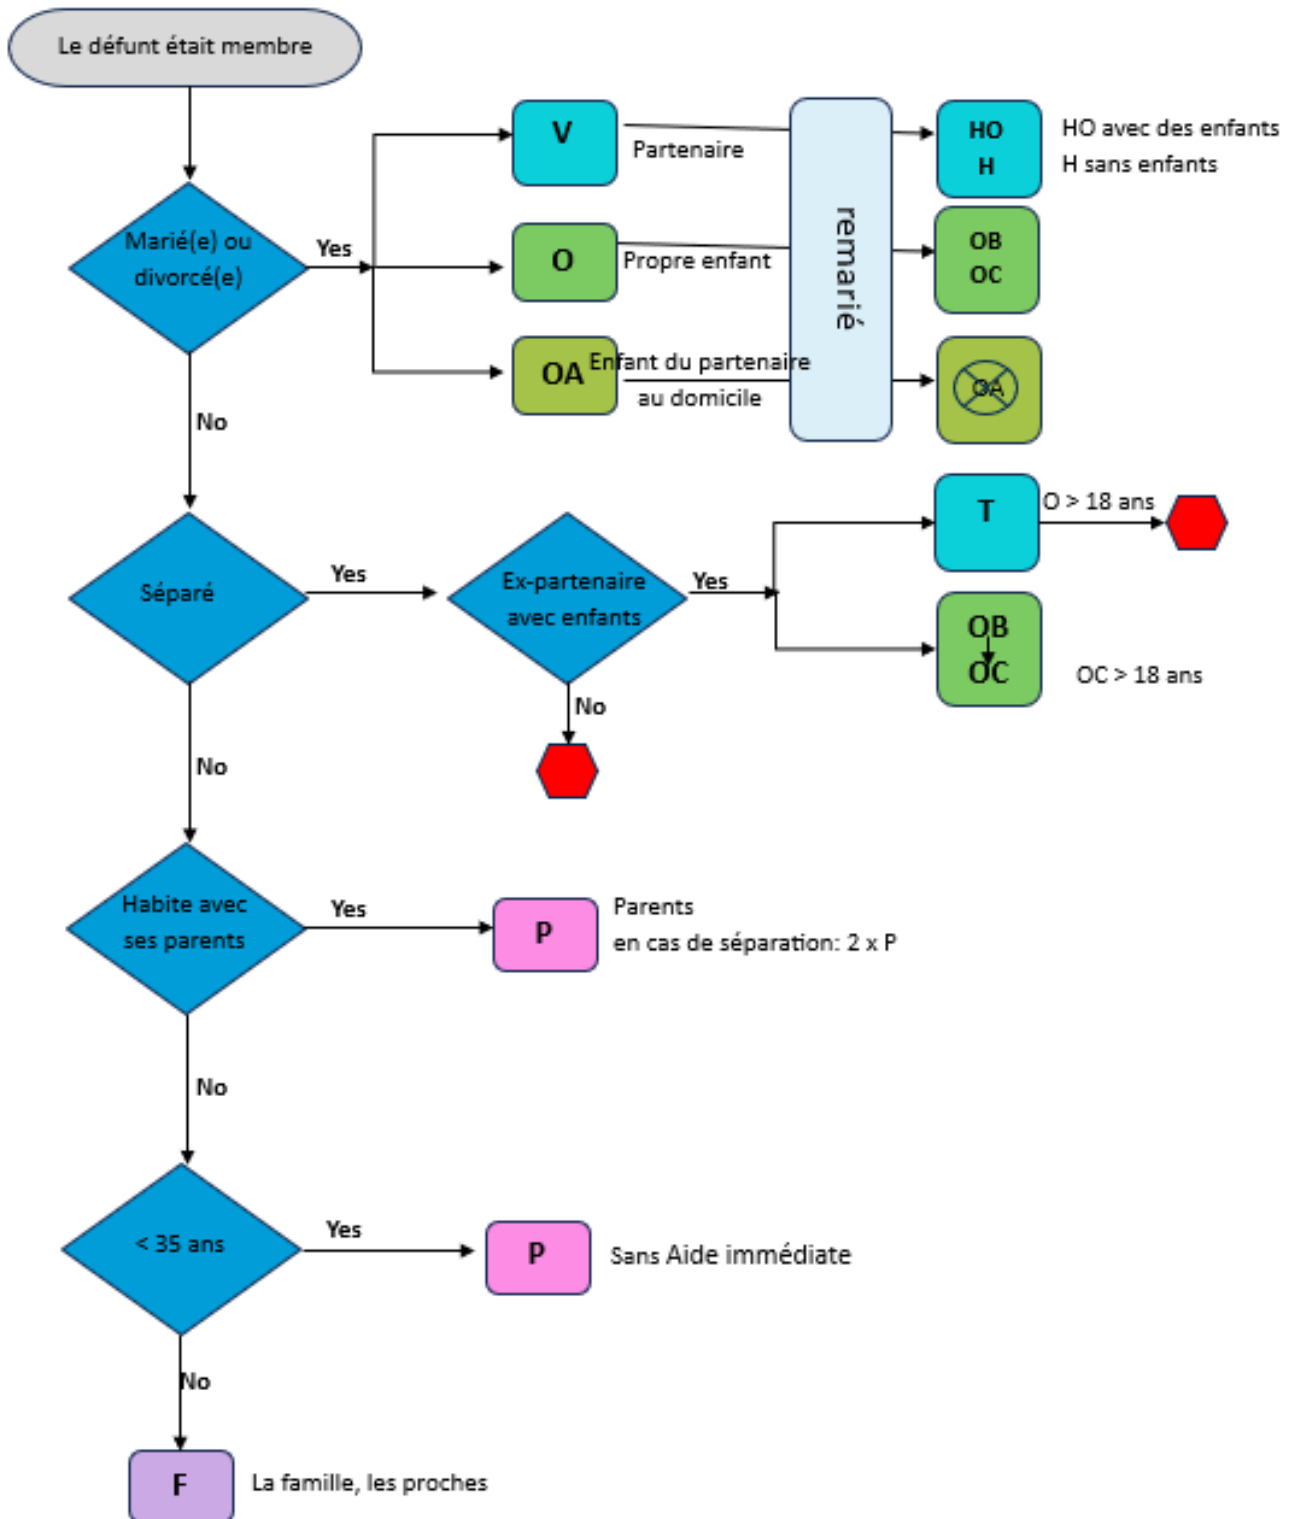 Le défunt était membre
Marié(e) ou
divorcé(e)
Yes
V
Partenaire
O
Propre enfant
OA
Enfant du partenaire
au domicile
remarié
HO
H
HO avec des enfants
H sans enfants
OB
OC
OA
No
Séparé
Yes
Ex-partenaire
avec enfants
Yes
T
O > 18 ans
OB
OC
OC > 18 ans
No
No
Habite avec
ses parents
Yes
P
Parents
en cas de séparation: 2 x P
No
< 35 ans
Yes
P
Sans Aide immédiate
No
F
La famille, les proches